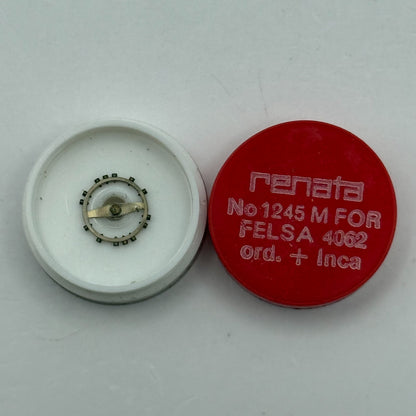 renata
No 1245 M FOR
FELSA 4062
ord. + Inca